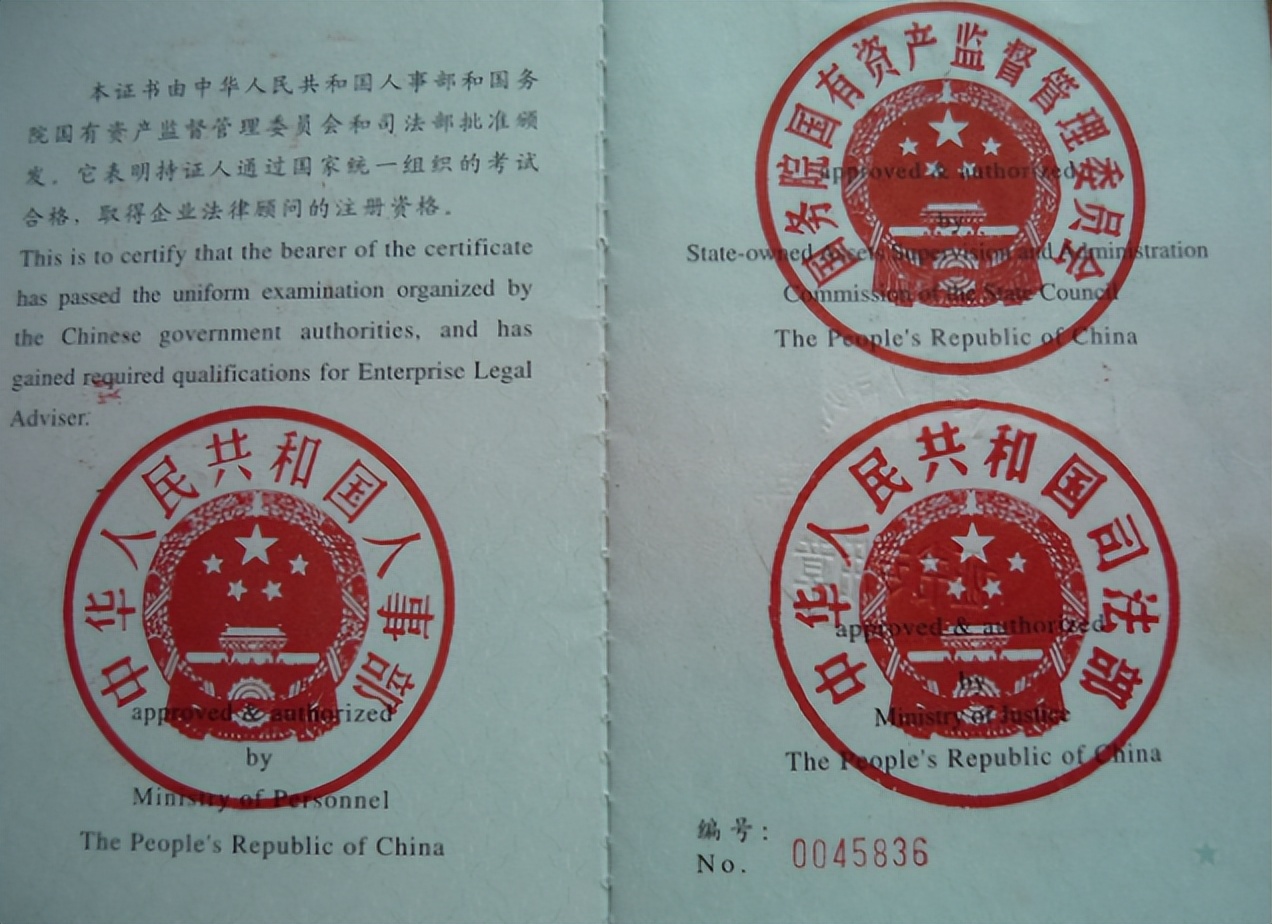 本证书由中华人民共和国人事部和国务
院国有资产监督管理委员会和司法部批准颁
发。它表明持证人通过国家统一组织的考试
合格，取得企业法律顾问的注册资格。
This is to certify that the bearer of the certificate
has passed the uniform examination organized by
the Chinese government authorities, and has
gained required qualifications for Enterprise Legal
Adviser.
中华人民共和国人事部
approved & authorized
by
Ministry of Personnel
The People's Republic of China
国务院国有资产监督管理委员会
approved & authorized
by
State-owned Assets Supervision and Administration
Commission of the State Council
The People's Republic of China
中华人民共和国司法部
approved & authorized
by
Ministry of Justice
The People's Republic of China
编号：
No. 0045836